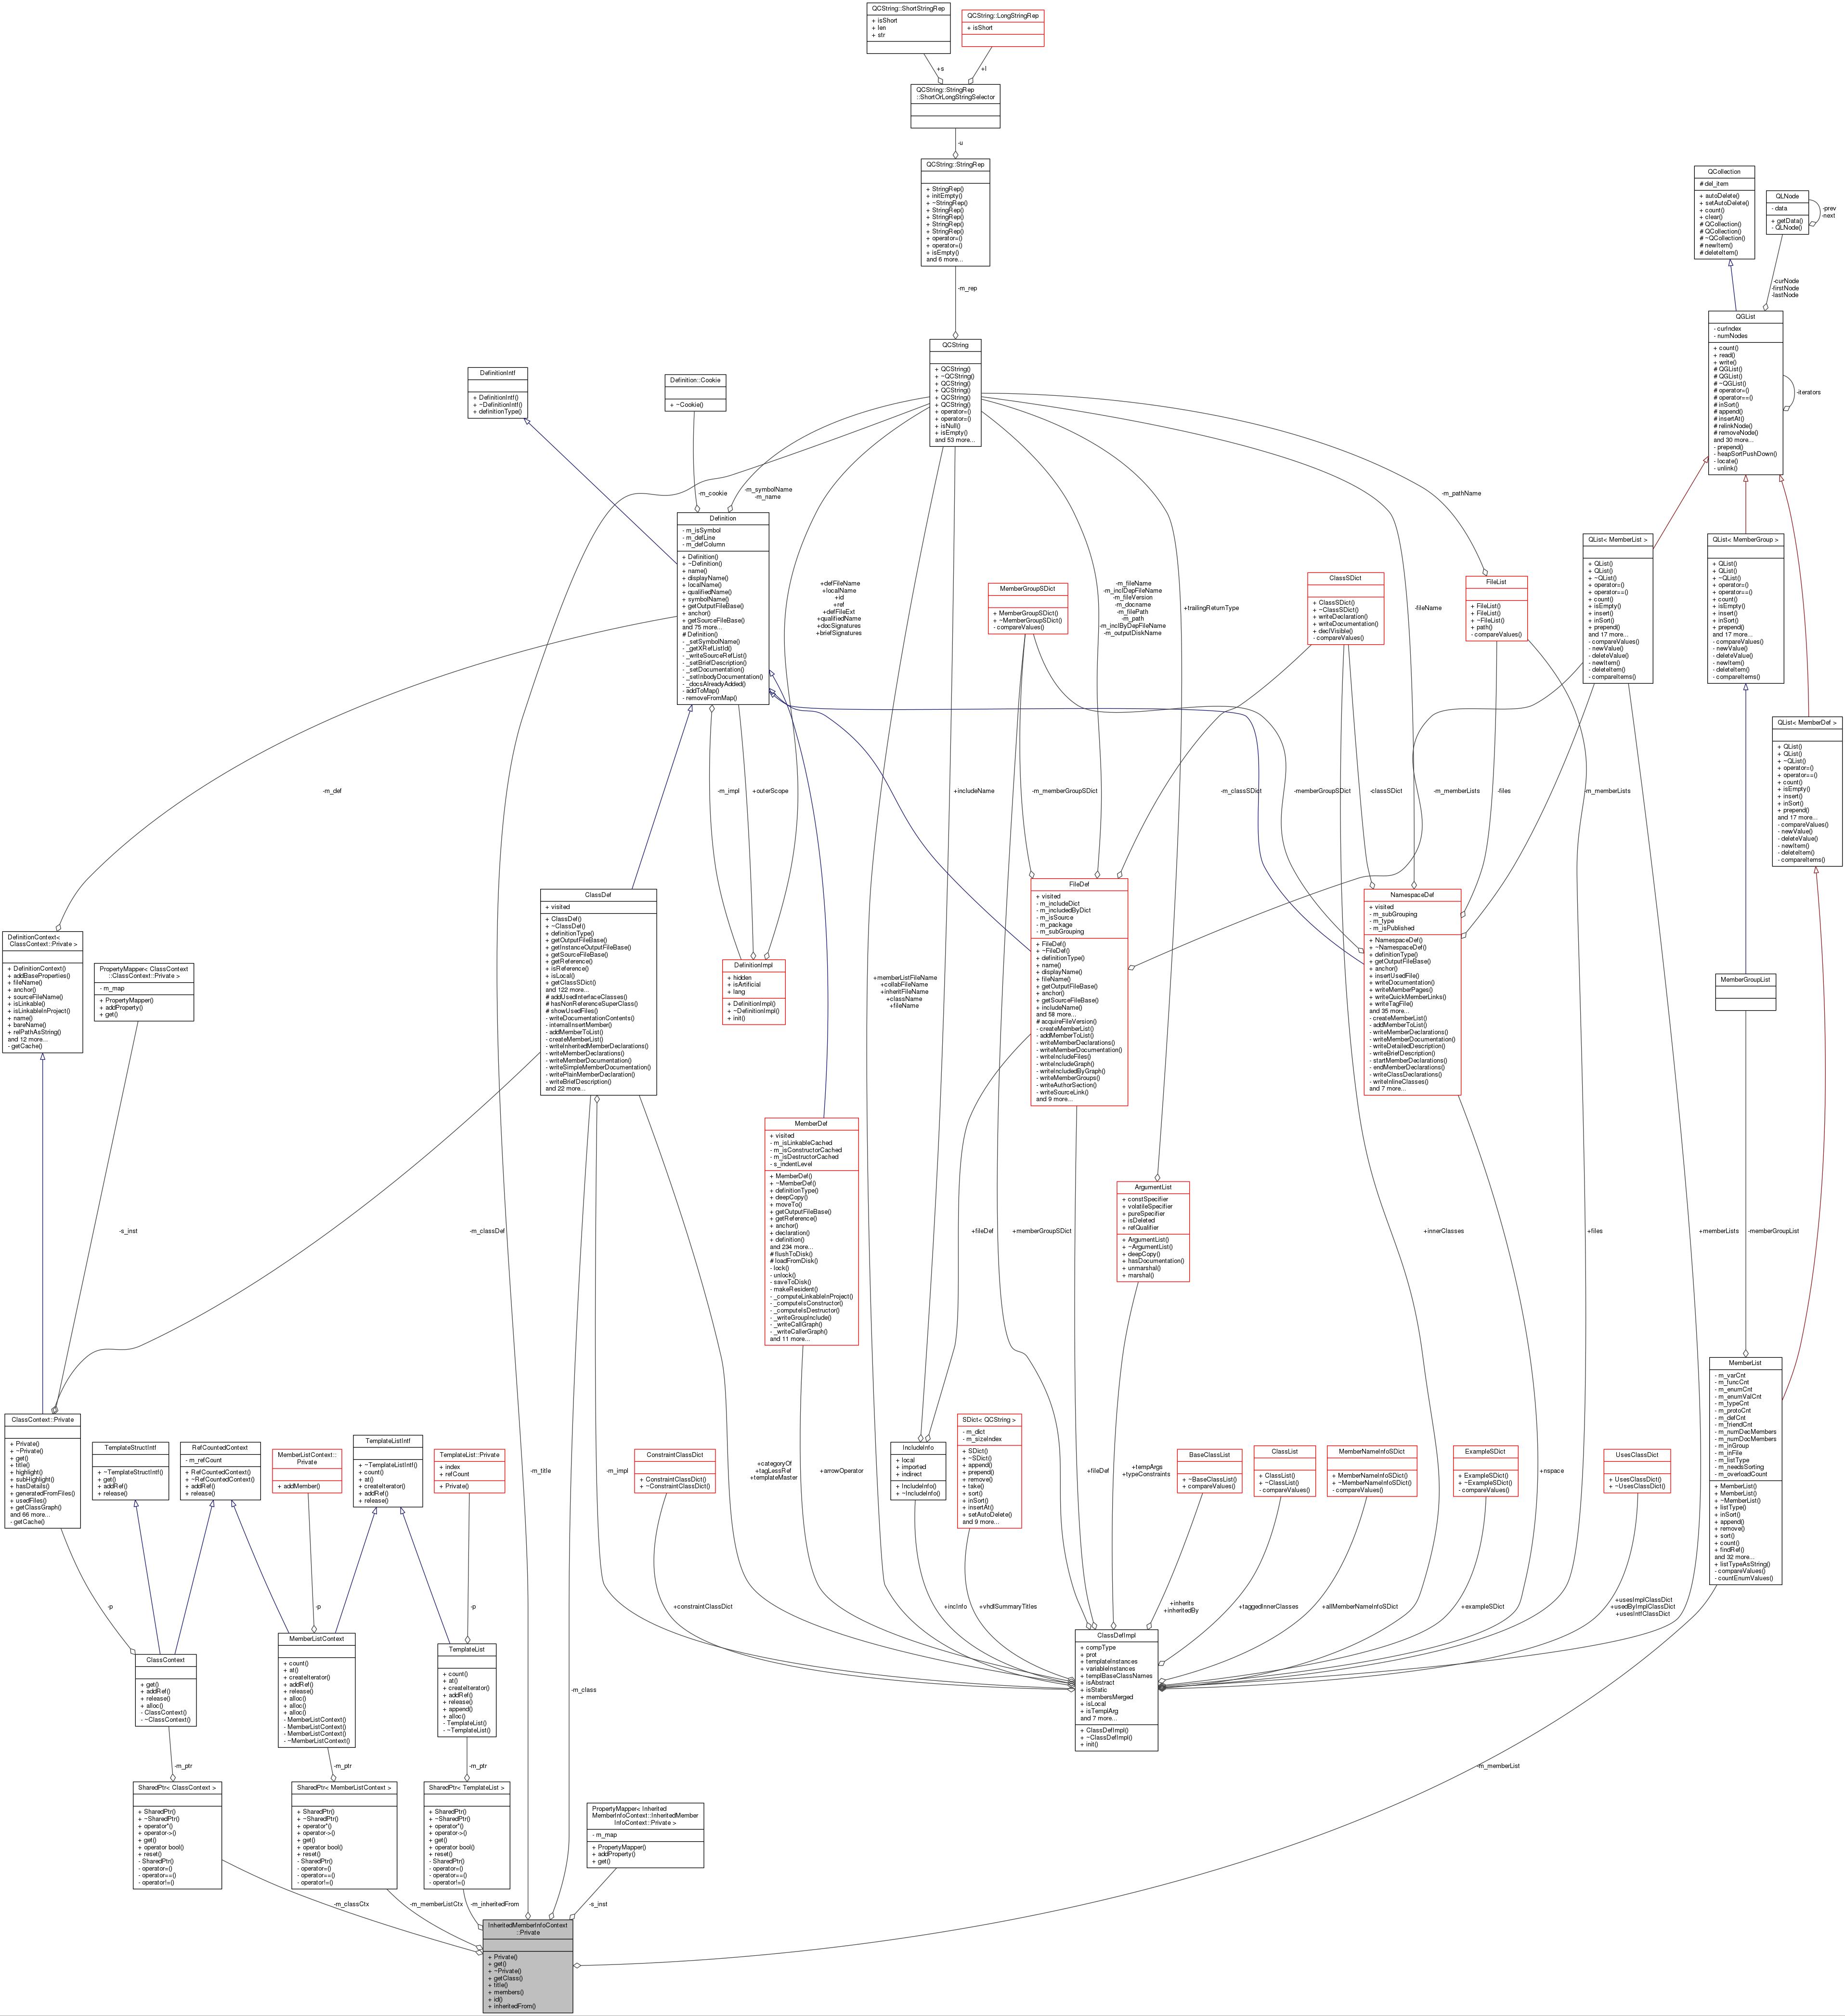 QCString::ShortStringRep
+ isShort
+ len
+ str
QCString::LongStringRep
+ isShort
+s
+l
QCString::StringRep
::ShortOrLongStringSelector
-u
QCString::StringRep
+ StringRep()
+ initEmpty()
+ ~StringRep()
+ StringRep()
+ StringRep()
+ StringRep()
+ StringRep()
+ operator=()
+ operator=()
+ isEmpty()
and 6 more...
-m_rep
QCollection
# del_item
+ autoDelete()
+ setAutoDelete()
+ count()
+ clear()
# QCollection()
# QCollection()
# ~QCollection()
# newItem()
# deleteItem()
QLNode
- data
+ getData()
- QLNode()
-prev
-next
-curNode
-firstNode
-lastNode
QGList
- curIndex
- numNodes
+ count()
+ read()
+ write()
# QGList()
# QGList()
# ~QGList()
# operator=()
# operator==()
# inSort()
# append()
# insertAt()
# relinkNode()
# removeNode()
and 30 more...
- prepend()
- heapSortPushDown()
- locate()
- unlink()
-iterators
QCString
+ QCString()
+ ~QCString()
+ QCString()
+ QCString()
+ QCString()
+ QCString()
+ operator=()
+ operator=()
+ isNull()
+ isEmpty()
and 53 more...
DefinitionIntf
+ DefinitionIntf()
+ ~DefinitionIntf()
+ definitionType()
Definition::Cookie
+ ~Cookie()
-m_cookie
-m_symbolName
-m_name
-m_pathName
Definition
- m_isSymbol
- m_defLine
- m_defColumn
+ Definition()
+ ~Definition()
+ name()
+ displayName()
+ localName()
+ qualifiedName()
+ symbolName()
+ getOutputFileBase()
+ anchor()
+ getSourceFileBase()
and 75 more...
# Definition()
- _setSymbolName()
- _getXRefListId()
- _writeSourceRefList()
- _setBriefDescription()
- _setDocumentation()
- _setInbodyDocumentation()
- _docsAlreadyAdded()
- addToMap()
- removeFromMap()
+defFileName
+localName
+id
+ref
+defFileExt
+qualifiedName
+docSignatures
+briefSignatures
MemberGroupSDict
+ MemberGroupSDict()
+ ~MemberGroupSDict()
- compareValues()
-m_fileName
-m_inclDepFileName
-m_fileVersion
-m_docname
-m_filePath
-m_path
-m_inclByDepFileName
-m_outputDiskName
+trailingReturnType
ClassSDict
+ ClassSDict()
+ ~ClassSDict()
+ writeDeclaration()
+ writeDocumentation()
+ declVisible()
- compareValues()
-fileName
FileList
+ FileList()
+ FileList()
+ ~FileList()
+ path()
- compareValues()
QList< MemberList >
+ QList()
+ QList()
+ ~QList()
+ operator=()
+ operator==()
+ count()
+ isEmpty()
+ insert()
+ inSort()
+ prepend()
and 17 more...
- compareValues()
- newValue()
- deleteValue()
- newItem()
- deleteItem()
- compareItems()
QList< MemberGroup >
+ QList()
+ QList()
+ ~QList()
+ operator=()
+ operator==()
+ count()
+ isEmpty()
+ insert()
+ inSort()
+ prepend()
and 17 more...
- compareValues()
- newValue()
- deleteValue()
- newItem()
- deleteItem()
- compareItems()
QList< MemberDef >
+ QList()
+ QList()
+ ~QList()
+ operator=()
+ operator==()
+ count()
+ isEmpty()
+ insert()
+ inSort()
+ prepend()
and 17 more...
- compareValues()
- newValue()
- deleteValue()
- newItem()
- deleteItem()
- compareItems()
-m_def
-m_impl
+outerScope
+includeName
-m_memberGroupSDict
-m_classSDict
-memberGroupSDict
-classSDict
-m_memberLists
-files
-m_memberLists
DefinitionContext<
ClassContext::Private >
+ DefinitionContext()
+ addBaseProperties()
+ fileName()
+ anchor()
+ sourceFileName()
+ isLinkable()
+ isLinkableInProject()
+ name()
+ bareName()
+ relPathAsString()
and 12 more...
- getCache()
PropertyMapper< ClassContext
::ClassContext::Private >
- m_map
+ PropertyMapper()
+ addProperty()
+ get()
ClassDef
+ visited
+ ClassDef()
+ ~ClassDef()
+ definitionType()
+ getOutputFileBase()
+ getInstanceOutputFileBase()
+ getSourceFileBase()
+ getReference()
+ isReference()
+ isLocal()
+ getClassSDict()
and 122 more...
# addUsedInterfaceClasses()
# hasNonReferenceSuperClass()
# showUsedFiles()
- writeDocumentationContents()
- internalInsertMember()
- addMemberToList()
- createMemberList()
- writeInheritedMemberDeclarations()
- writeMemberDeclarations()
- writeMemberDocumentation()
- writeSimpleMemberDocumentation()
- writePlainMemberDeclaration()
- writeBriefDescription()
and 22 more...
DefinitionImpl
+ hidden
+ isArtificial
+ lang
+ DefinitionImpl()
+ ~DefinitionImpl()
+ init()
+memberListFileName
+collabFileName
+inheritFileName
+className
+fileName
FileDef
+ visited
- m_includeDict
- m_includedByDict
- m_isSource
- m_package
- m_subGrouping
+ FileDef()
+ ~FileDef()
+ definitionType()
+ name()
+ displayName()
+ fileName()
+ getOutputFileBase()
+ anchor()
+ getSourceFileBase()
+ includeName()
and 58 more...
# acquireFileVersion()
- createMemberList()
- addMemberToList()
- writeMemberDeclarations()
- writeMemberDocumentation()
- writeIncludeFiles()
- writeIncludeGraph()
- writeIncludedByGraph()
- writeMemberGroups()
- writeAuthorSection()
- writeSourceLink()
and 9 more...
NamespaceDef
+ visited
- m_subGrouping
- m_type
- m_isPublished
+ NamespaceDef()
+ ~NamespaceDef()
+ definitionType()
+ getOutputFileBase()
+ anchor()
+ insertUsedFile()
+ writeDocumentation()
+ writeMemberPages()
+ writeQuickMemberLinks()
+ writeTagFile()
and 35 more...
- createMemberList()
- addMemberToList()
- writeMemberDeclarations()
- writeMemberDocumentation()
- writeDetailedDescription()
- writeBriefDescription()
- startMemberDeclarations()
- endMemberDeclarations()
- writeClassDeclarations()
- writeInlineClasses()
and 7 more...
MemberGroupList
MemberDef
+ visited
- m_isLinkableCached
- m_isConstructorCached
- m_isDestructorCached
- s_indentLevel
+ MemberDef()
+ ~MemberDef()
+ definitionType()
+ deepCopy()
+ moveTo()
+ getOutputFileBase()
+ getReference()
+ anchor()
+ declaration()
+ definition()
and 234 more...
# flushToDisk()
# loadFromDisk()
- lock()
- unlock()
- saveToDisk()
- makeResident()
- _computeLinkableInProject()
- _computeIsConstructor()
- _computeIsDestructor()
- _writeGroupInclude()
- _writeCallGraph()
- _writeCallerGraph()
and 11 more...
ArgumentList
+ constSpecifier
+ volatileSpecifier
+ pureSpecifier
+ isDeleted
+ refQualifier
+ ArgumentList()
+ ~ArgumentList()
+ deepCopy()
+ hasDocumentation()
+ unmarshal()
+ marshal()
-s_inst
-m_classDef
+fileDef
+memberGroupSDict
+innerClasses
+files
+memberLists
-memberGroupList
MemberList
- m_varCnt
- m_funcCnt
- m_enumCnt
- m_enumValCnt
- m_typeCnt
- m_protoCnt
- m_defCnt
- m_friendCnt
- m_numDecMembers
- m_numDocMembers
- m_inGroup
- m_inFile
- m_listType
- m_needsSorting
- m_overloadCount
+ MemberList()
+ MemberList()
+ ~MemberList()
+ listType()
+ inSort()
+ append()
+ remove()
+ sort()
+ count()
+ findRef()
and 32 more...
+ listTypeAsString()
- compareValues()
- countEnumValues()
ClassContext::Private
+ Private()
+ ~Private()
+ get()
+ title()
+ highlight()
+ subHighlight()
+ hasDetails()
+ generatedFromFiles()
+ usedFiles()
+ getClassGraph()
and 66 more...
- getCache()
TemplateStructIntf
+ ~TemplateStructIntf()
+ get()
+ addRef()
+ release()
RefCountedContext
- m_refCount
+ RefCountedContext()
+ ~RefCountedContext()
+ addRef()
+ release()
MemberListContext::
Private
+ addMember()
TemplateListIntf
+ ~TemplateListIntf()
+ count()
+ at()
+ createIterator()
+ addRef()
+ release()
TemplateList::Private
+ index
+ refCount
+ Private()
-m_title
-m_impl
ConstraintClassDict
+ ConstraintClassDict()
+ ~ConstraintClassDict()
+categoryOf
+tagLessRef
+templateMaster
+arrowOperator
IncludeInfo
+ local
+ imported
+ indirect
+ IncludeInfo()
+ ~IncludeInfo()
SDict< QCString >
- m_dict
- m_sizeIndex
+ SDict()
+ ~SDict()
+ append()
+ prepend()
+ remove()
+ take()
+ sort()
+ inSort()
+ insertAt()
+ setAutoDelete()
and 9 more...
+fileDef
+tempArgs
+typeConstraints
BaseClassList
+ ~BaseClassList()
+ compareValues()
ClassList
+ ClassList()
+ ~ClassList()
- compareValues()
MemberNameInfoSDict
+ MemberNameInfoSDict()
+ ~MemberNameInfoSDict()
- compareValues()
ExampleSDict
+ ExampleSDict()
+ ~ExampleSDict()
- compareValues()
+nspace
UsesClassDict
+ UsesClassDict()
+ ~UsesClassDict()
-p
-p
-p
+constraintClassDict
+incInfo
+vhdlSummaryTitles
+inherits
+inheritedBy
+taggedInnerClasses
+allMemberNameInfoSDict
+exampleSDict
+usesImplClassDict
+usedByImplClassDict
+usesIntfClassDict
ClassContext
+ get()
+ addRef()
+ release()
+ alloc()
- ClassContext()
- ~ClassContext()
MemberListContext
+ count()
+ at()
+ createIterator()
+ addRef()
+ release()
+ alloc()
+ alloc()
+ alloc()
- MemberListContext()
- MemberListContext()
- MemberListContext()
- ~MemberListContext()
TemplateList
+ count()
+ at()
+ createIterator()
+ addRef()
+ release()
+ append()
+ alloc()
- TemplateList()
- ~TemplateList()
-m_class
ClassDefImpl
+ compType
+ prot
+ templateInstances
+ variableInstances
+ templBaseClassNames
+ isAbstract
+ isStatic
+ membersMerged
+ isLocal
+ isTemplArg
and 7 more...
+ ClassDefImpl()
+ ~ClassDefImpl()
+ init()
-m_ptr
-m_ptr
-m_ptr
-m_memberList
SharedPtr< ClassContext >
+ SharedPtr()
+ ~SharedPtr()
+ operator*()
+ operator->()
+ get()
+ operator bool()
+ reset()
- SharedPtr()
- operator=()
- operator==()
- operator!=()
SharedPtr< MemberListContext >
+ SharedPtr()
+ ~SharedPtr()
+ operator*()
+ operator->()
+ get()
+ operator bool()
+ reset()
- SharedPtr()
- operator=()
- operator==()
- operator!=()
SharedPtr< TemplateList >
+ SharedPtr()
+ ~SharedPtr()
+ operator*()
+ operator->()
+ get()
+ operator bool()
+ reset()
- SharedPtr()
- operator=()
- operator==()
- operator!=()
PropertyMapper< Inherited
MemberInfoContext::InheritedMember
InfoContext::Private >
- m_map
+ PropertyMapper()
+ addProperty()
+ get()
-m_classCtx
-m_memberListCtx
-m_inheritedFrom
-s_inst
InheritedMemberInfoContext
::Private
+ Private()
+ get()
+ ~Private()
+ getClass()
+ title()
+ members()
+ id()
+ inheritedFrom()